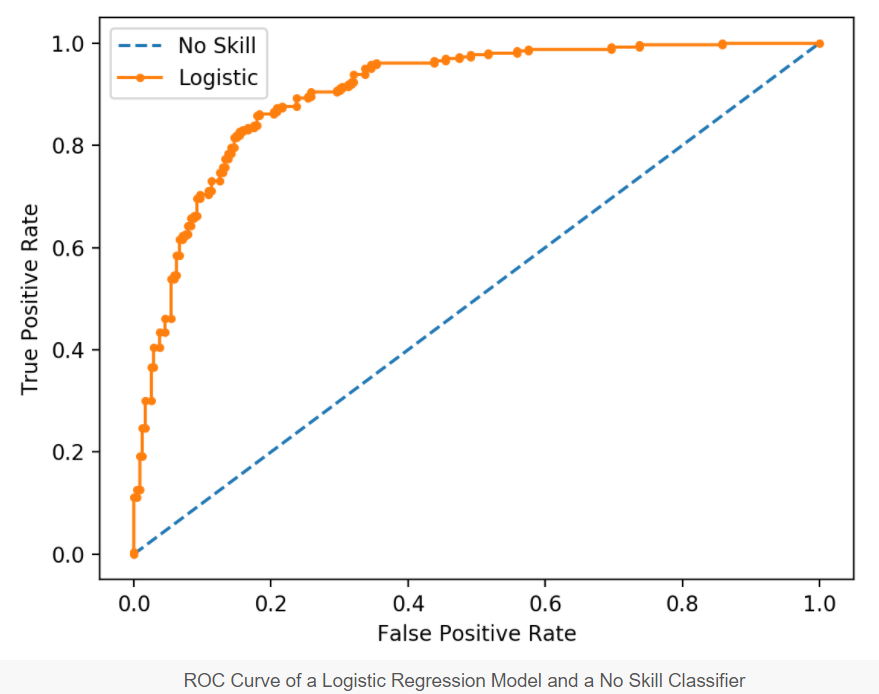 No Skill
Logistic
1.0
0.8
0.6
0.4
0.2
0.0
True Positive Rate
0.0 0.2 0.4 0.6 0.8 1.0
False Positive Rate
ROC Curve of a Logistic Regression Model and a No Skill Classifier